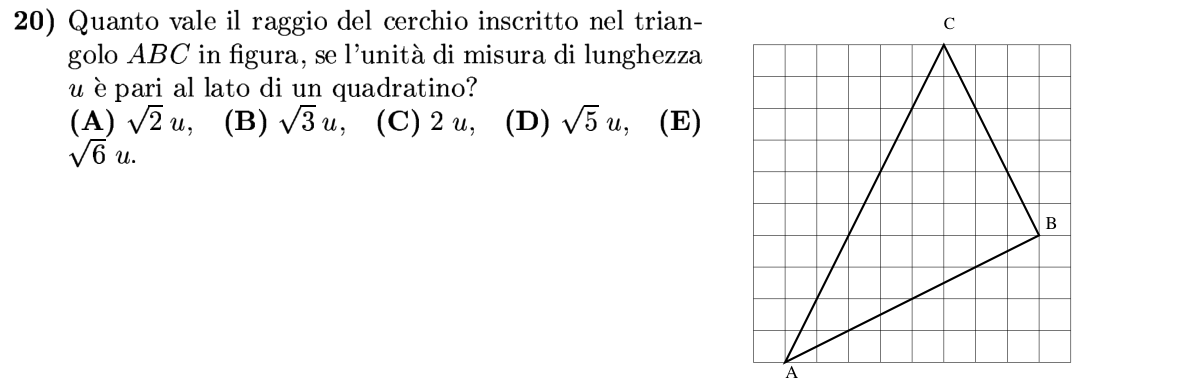 20) Quanto vale il raggio del cerchio inscritto nel trian-
golo ABC in figura, se l'unità di misura di lunghezza
u è pari al lato di un quadratino?
(A) √2 u, (B) √3 u, (C) 2 u, (D) √5 u, (E)
√6 u.
C
B
A